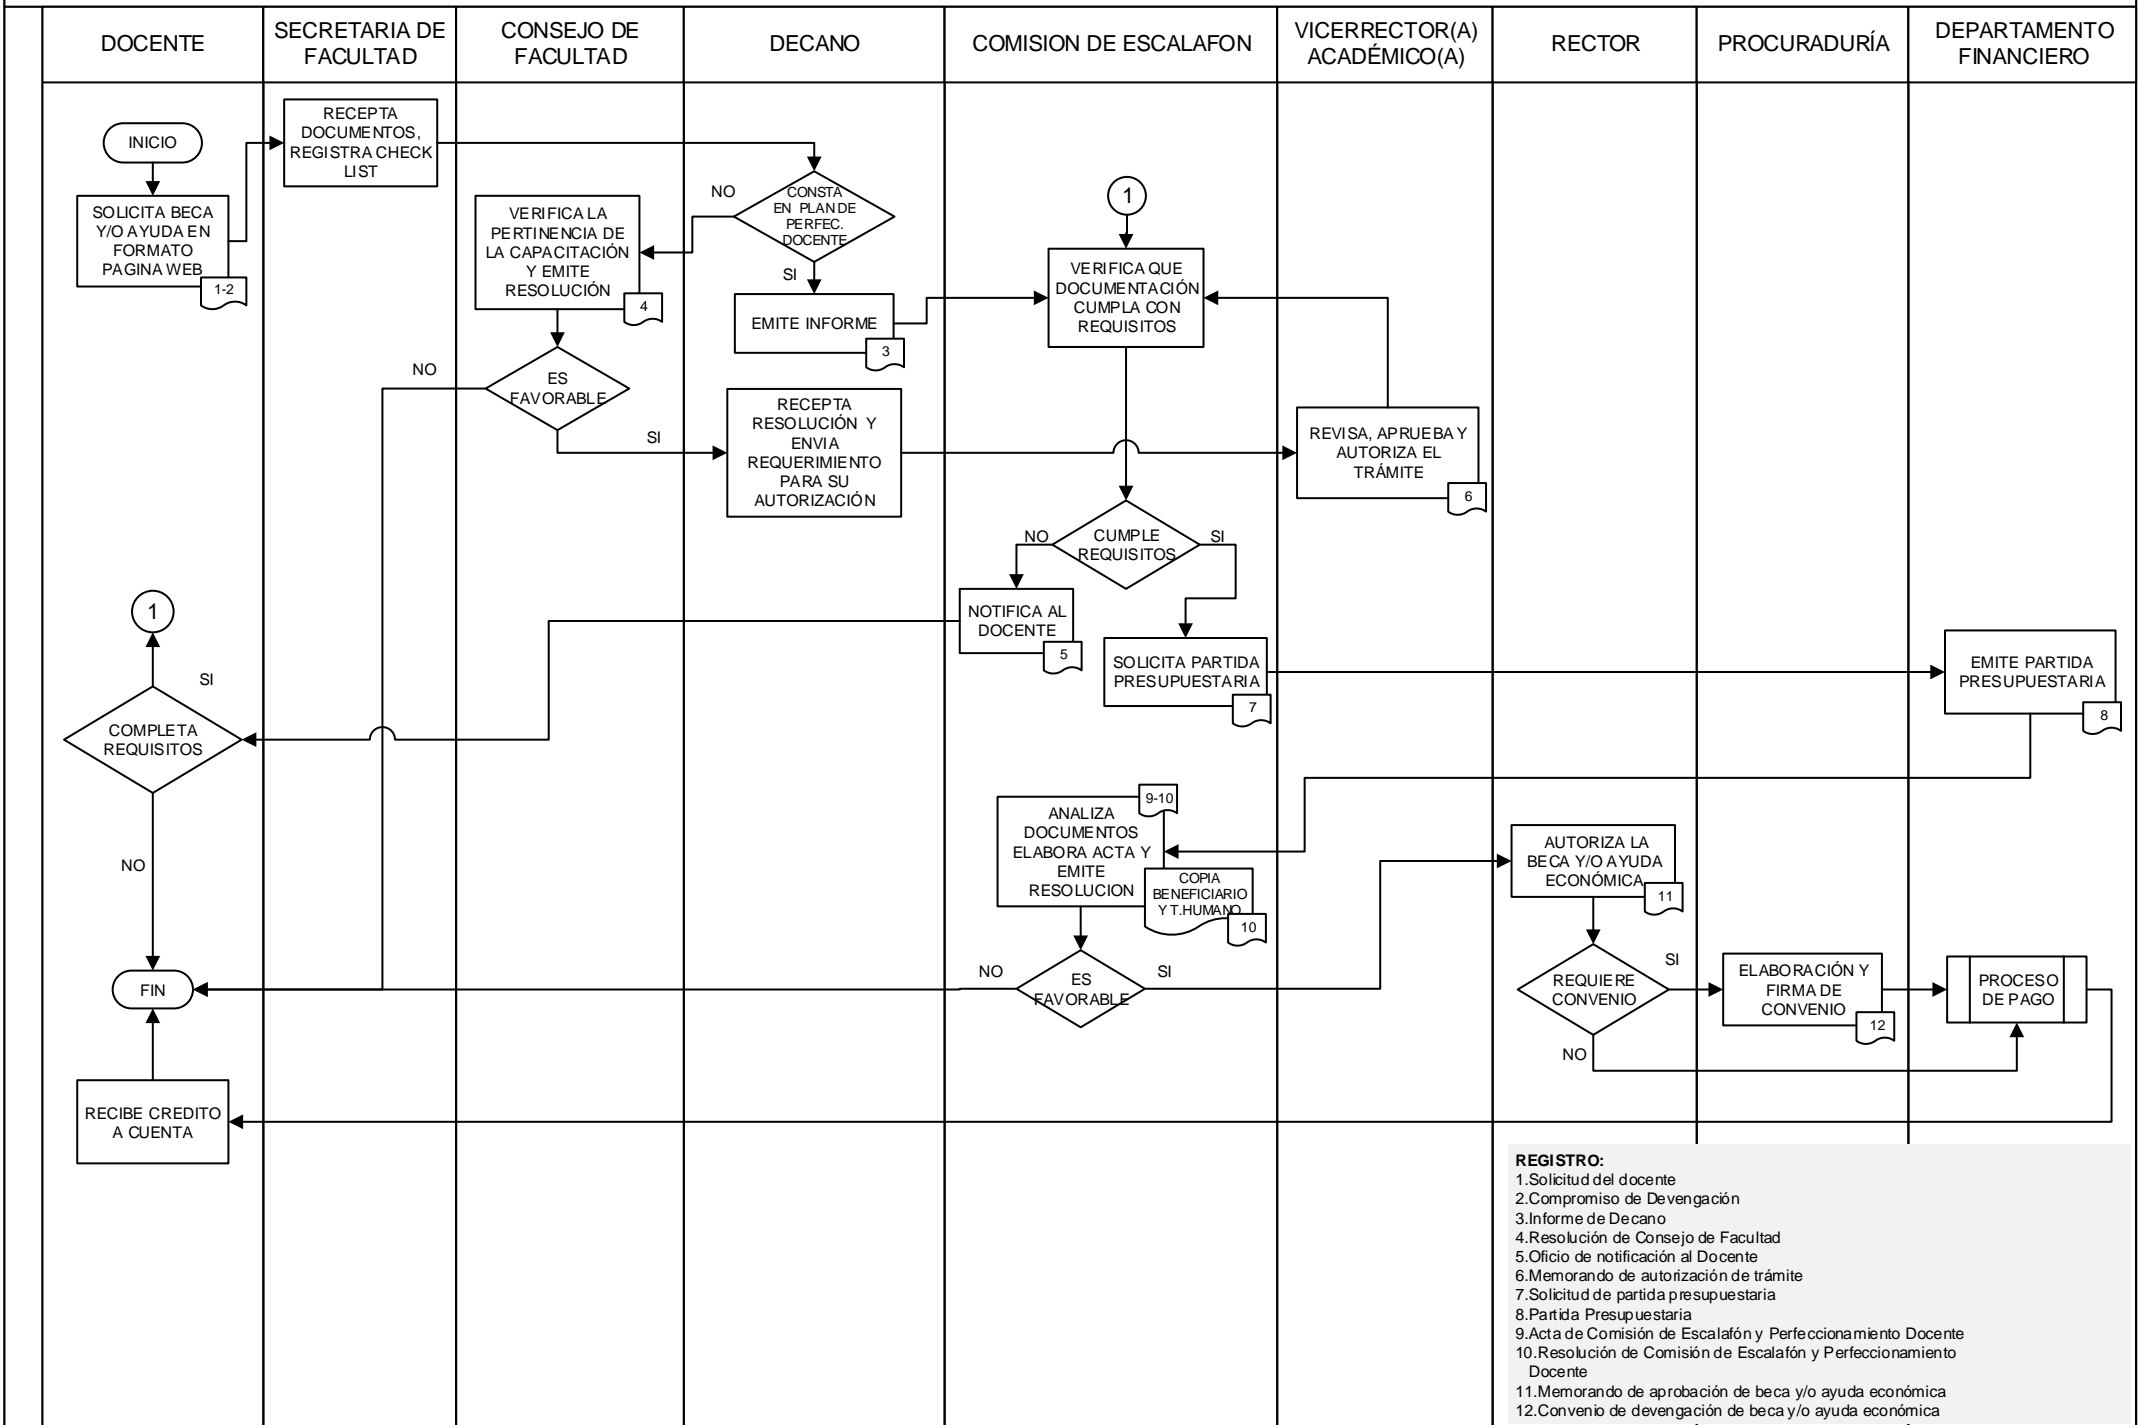 DOCENTE
SECRETARIA DE
FACULTAD
CONSEJO DE
FACULTAD
DECANO
COMISION DE ESCALAFON
VICERRECTOR(A)
ACADÉMICO(A)
RECTOR
PROCURADURÍA
DEPARTAMENTO
FINANCIERO
INICIO
SOLICITA BECA
Y/O AYUDA EN
FORMATO
PAGINA WEB
1-2
RECEPTA
DOCUMENTOS,
REGISTRA CHECK
LIST
VERIFICA LA
PERTINENCIA DE
LA CAPACITACIÓN
Y EMITE
RESOLUCIÓN
4
NO
CONSTA
EN PLAN DE
PERFEC.
DOCENTE
SI
EMITE INFORME
3
1
VERIFICA QUE
DOCUMENTACIÓN
CUMPLA CON
REQUISITOS
NO
ES
FAVORABLE
SI
RECEPTA
RESOLUCIÓN Y
ENVIA
REQUERIMIENTO
PARA SU
AUTORIZACIÓN
REVISA, APRUEBA Y
AUTORIZA EL
TRÁMITE
6
NO
CUMPLE
REQUISITOS
SI
NOTIFICA AL
DOCENTE
5
SOLICITA PARTIDA
PRESUPUESTARIA
7
EMITE PARTIDA
PRESUPUESTARIA
8
1
SI
COMPLETA
REQUISITOS
NO
9-10
ANALIZA
DOCUMENTOS
ELABORA ACTA Y
EMITE
RESOLUCION
COPIA
BENEFICIARIO
Y T.HUMANO
10
AUTORIZA LA
BECA Y/O AYUDA
ECONÓMICA
11
FIN
NO
ES
FAVORABLE
SI
REQUIERE
CONVENIO
SI
NO
ELABORACIÓN Y
FIRMA DE
CONVENIO
12
PROCESO
DE PAGO
RECIBE CREDITO
A CUENTA
REGISTRO:
1.Solicitud del docente
2.Compromiso de Devengación
3.Informe de Decano
4.Resolución de Consejo de Facultad
5.Oficio de notificación al Docente
6.Memorando de autorización de trámite
7.Solicitud de partida presupuestaria
8.Partida Presupuestaria
9.Acta de Comisión de Escalafón y Perfeccionamiento Docente
10.Resolución de Comisión de Escalafón y Perfeccionamiento
Docente
11.Memorando de aprobación de beca y/o ayuda económica
12.Convenio de devengación de beca y/o ayuda económica